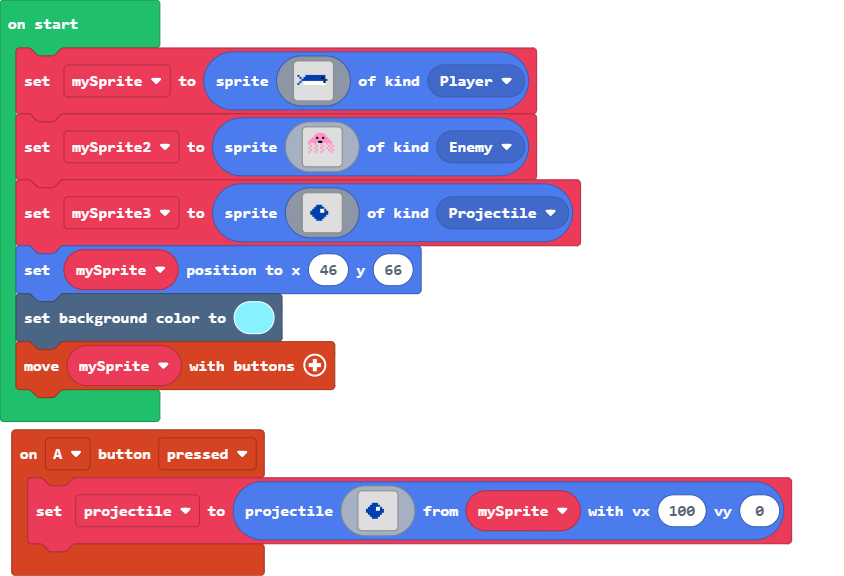 on start
set mySprite to sprite of kind Player
set mySprite2 to sprite of kind Enemy
set mySprite3 to sprite of kind Projectile
set mySprite position to x 46 y 66
set background color to
move mySprite with buttons
on A button pressed
set projectile to projectile from mySprite with vx 100 vy 0